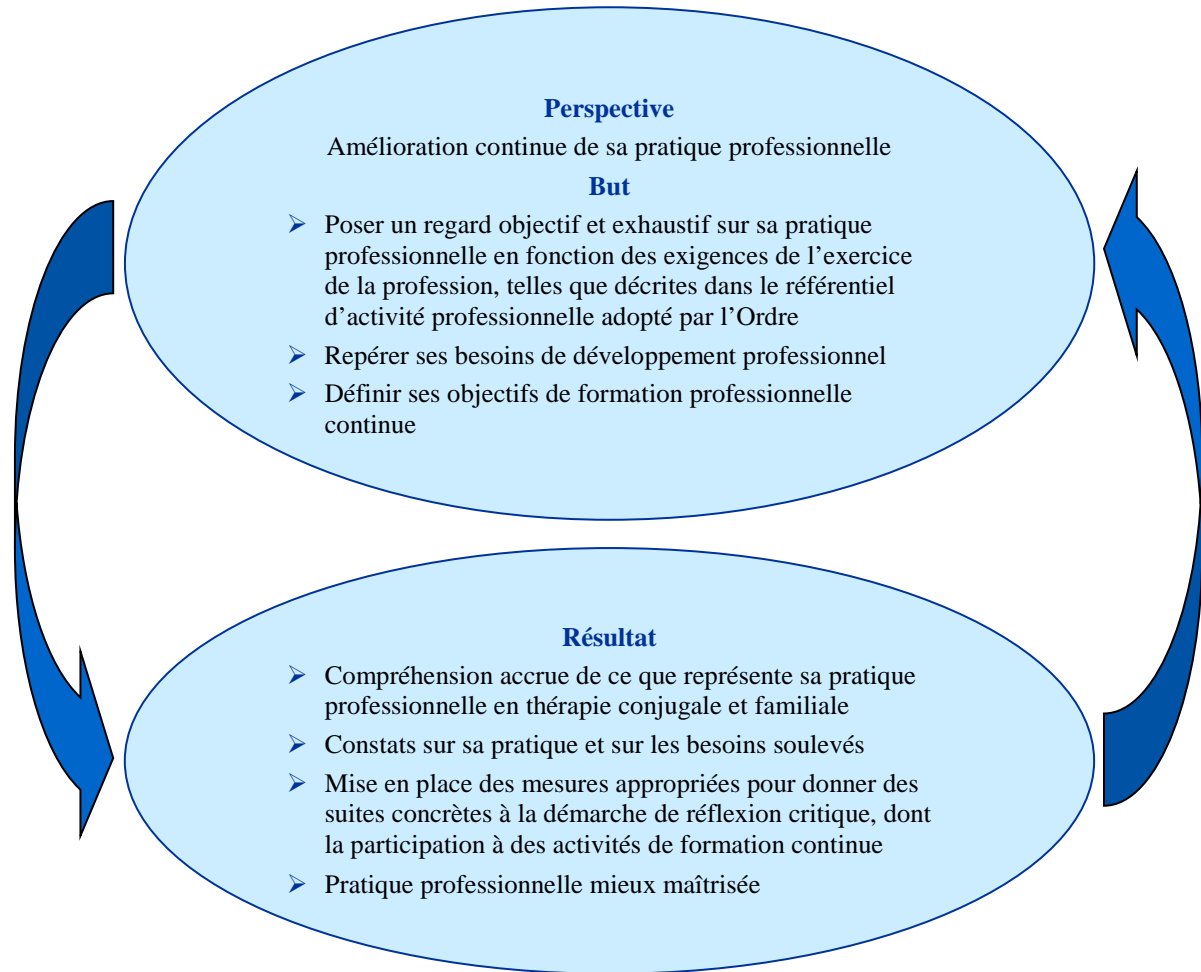 Perspective
Amélioration continue de sa pratique professionnelle
But
➢ Poser un regard objectif et exhaustif sur sa pratique
professionnelle en fonction des exigences de l’exercice
de la profession, telles que décrites dans le référentiel
d’activité professionnelle adopté par l’Ordre
➢ Repérer ses besoins de développement professionnel
➢ Définir ses objectifs de formation professionnelle
continue
Résultat
➢ Compréhension accrue de ce que représente sa pratique
professionnelle en thérapie conjugale et familiale
➢ Constats sur sa pratique et sur les besoins soulevés
➢ Mise en place des mesures appropriées pour donner des
suites concrètes à la démarche de réflexion critique, dont
la participation à des activités de formation continue
➢ Pratique professionnelle mieux maîtrisée